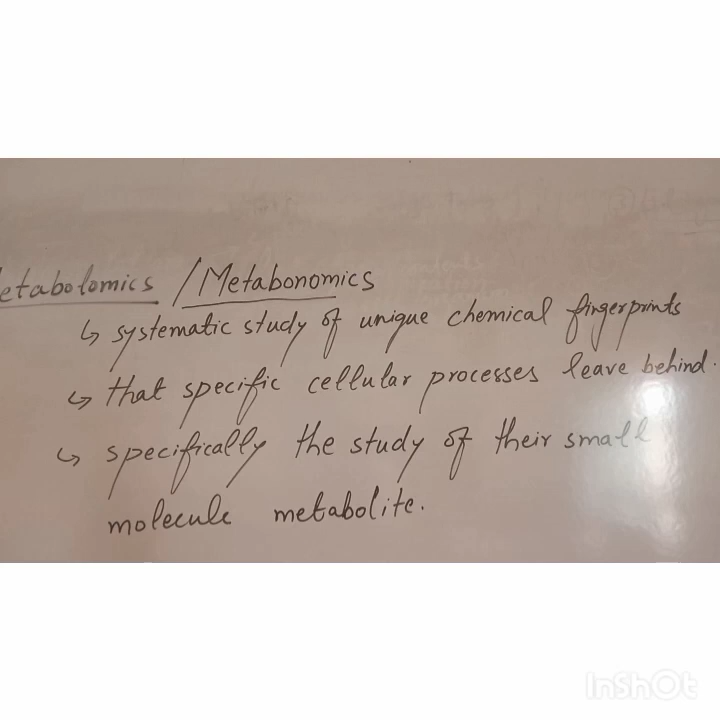 etabolomics / Metabonomics
↳ systematic study of unique chemical fingerprints
↳ that specific cellular processes leave behind.
↳ specifically the study of their small
molecule metabolite.
InShOt